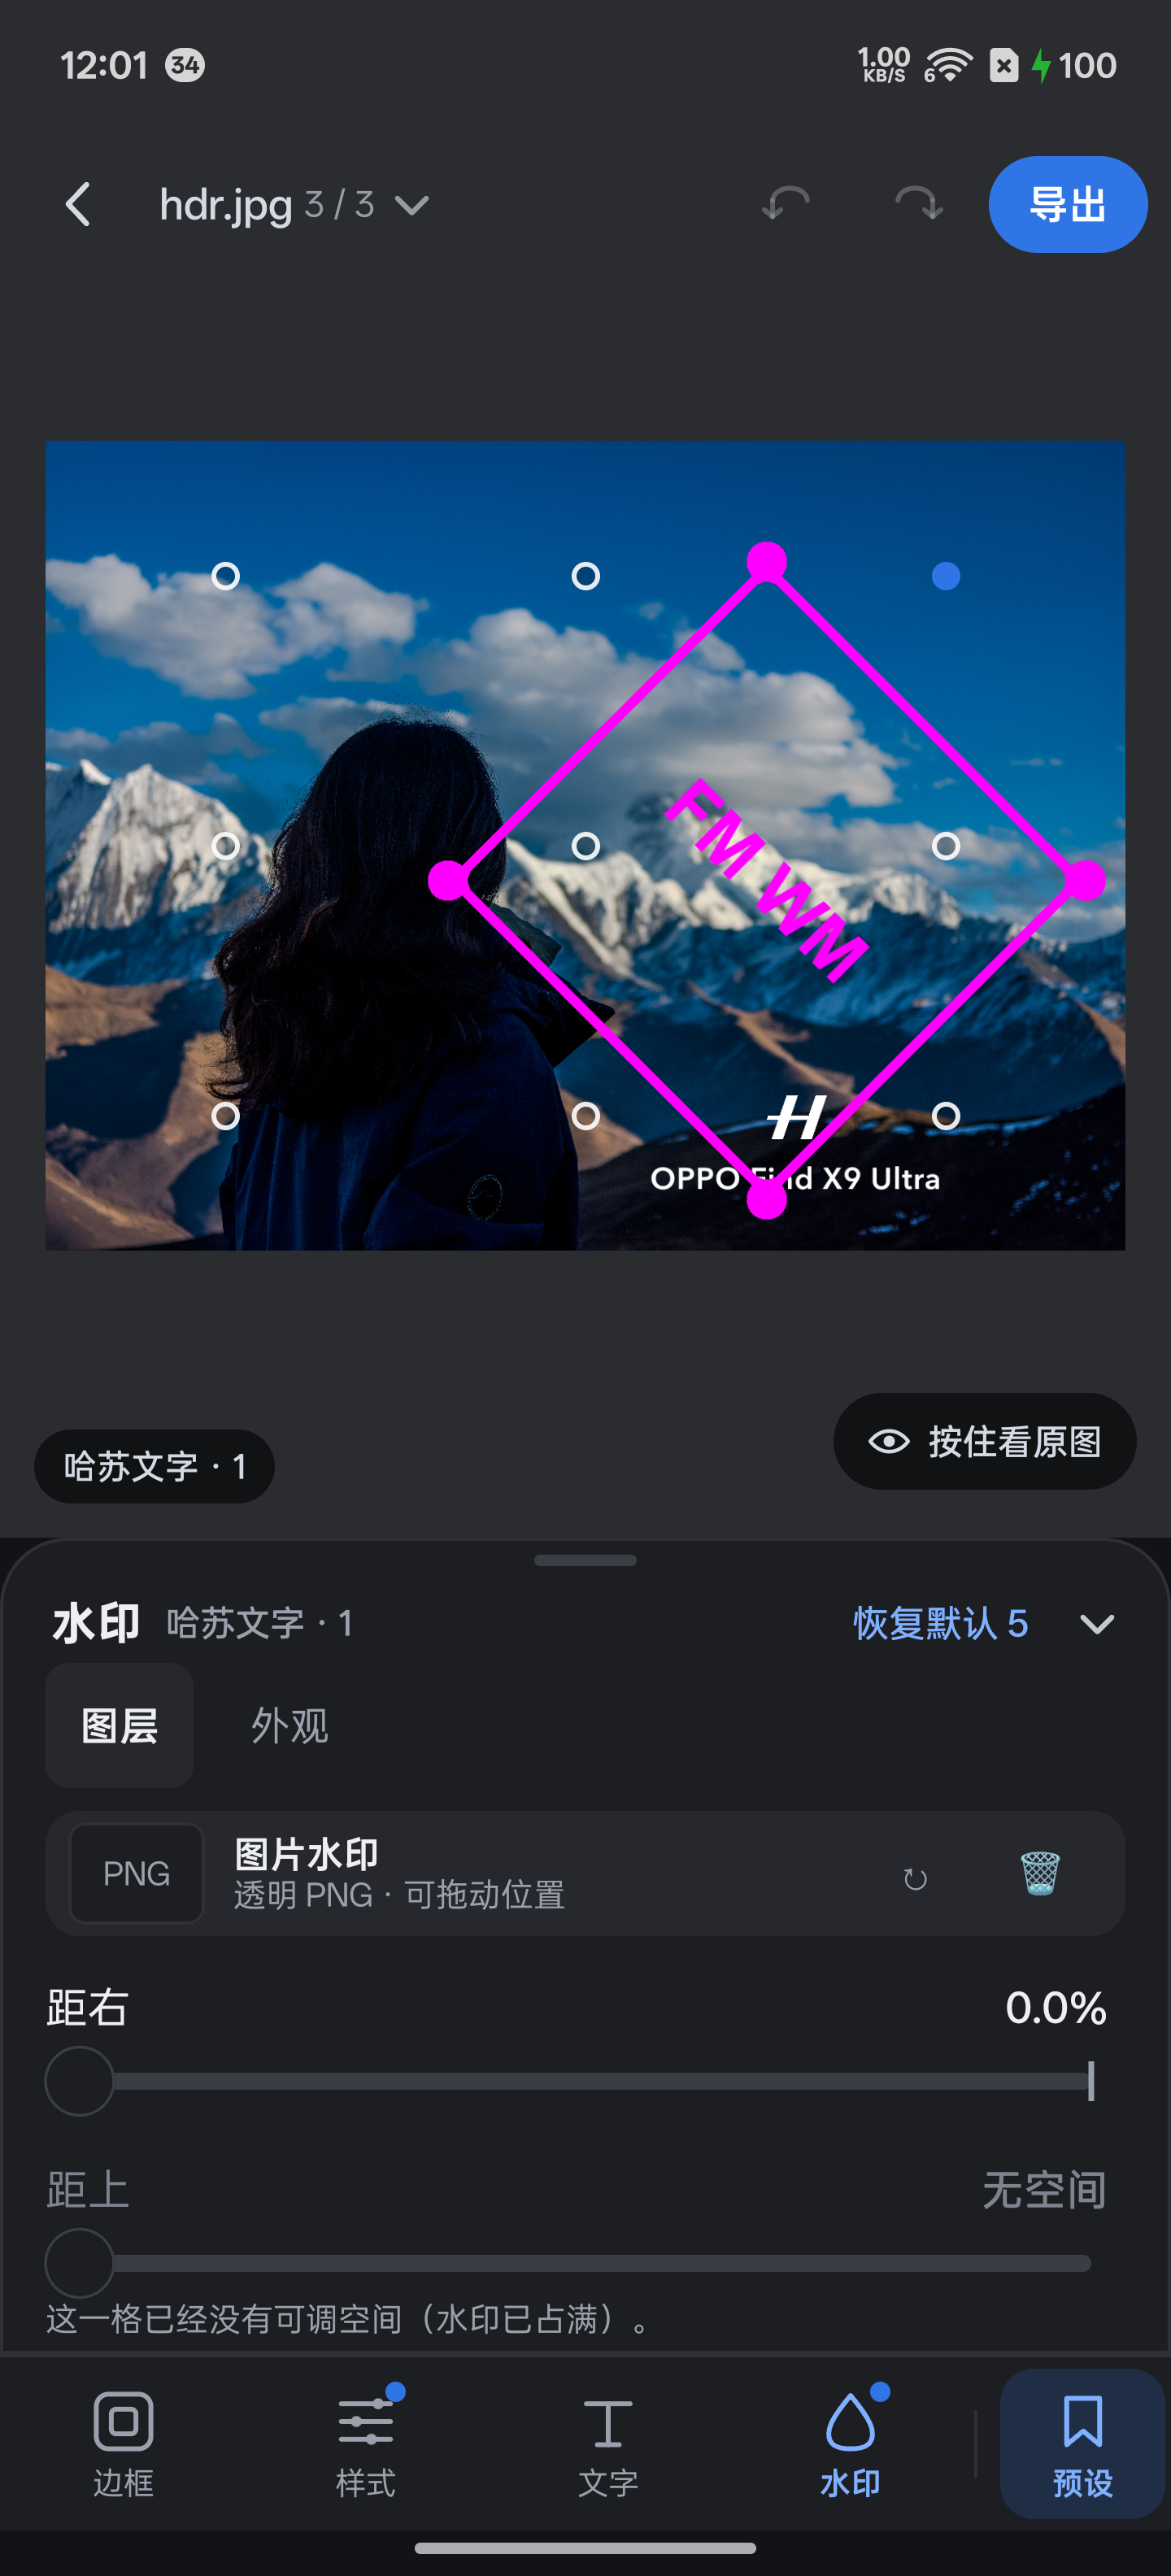 12:01 34 1.00 KB/S 6 100
hdr.jpg 3 / 3 导出
FM WM
H
OPPO Find X9 Ultra
按住看原图
哈苏文字 · 1
水印 哈苏文字 · 1 恢复默认 5
图层 外观
PNG 图片水印
透明 PNG · 可拖动位置
距右 0.0%
距上 无空间
这一格已经没有可调空间（水印已占满）。
边框 样式 文字 水印 预设